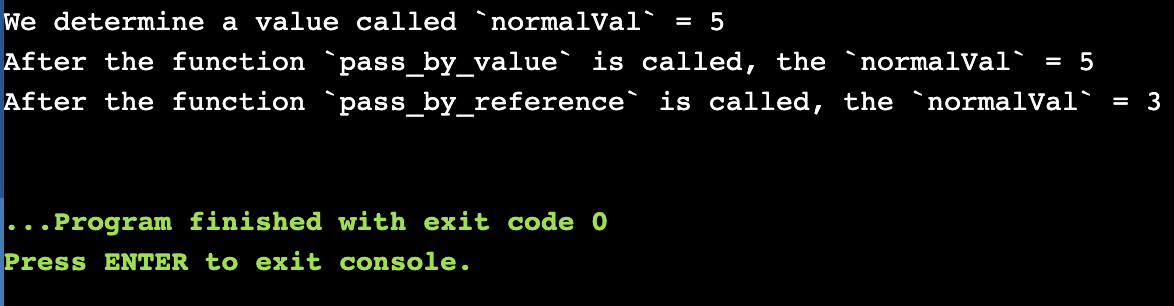 We determine a value called `normalVal` = 5
After the function `pass_by_value` is called, the `normalVal` = 5
After the function `pass_by_reference` is called, the `normalVal` = 3
...Program finished with exit code 0
Press ENTER to exit console.